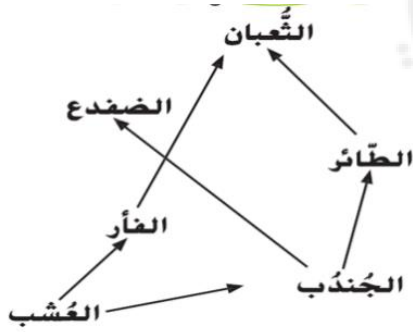 الثُّعبان
الضفدع
الطّائر
الفأر
الجُندُب
العُشب